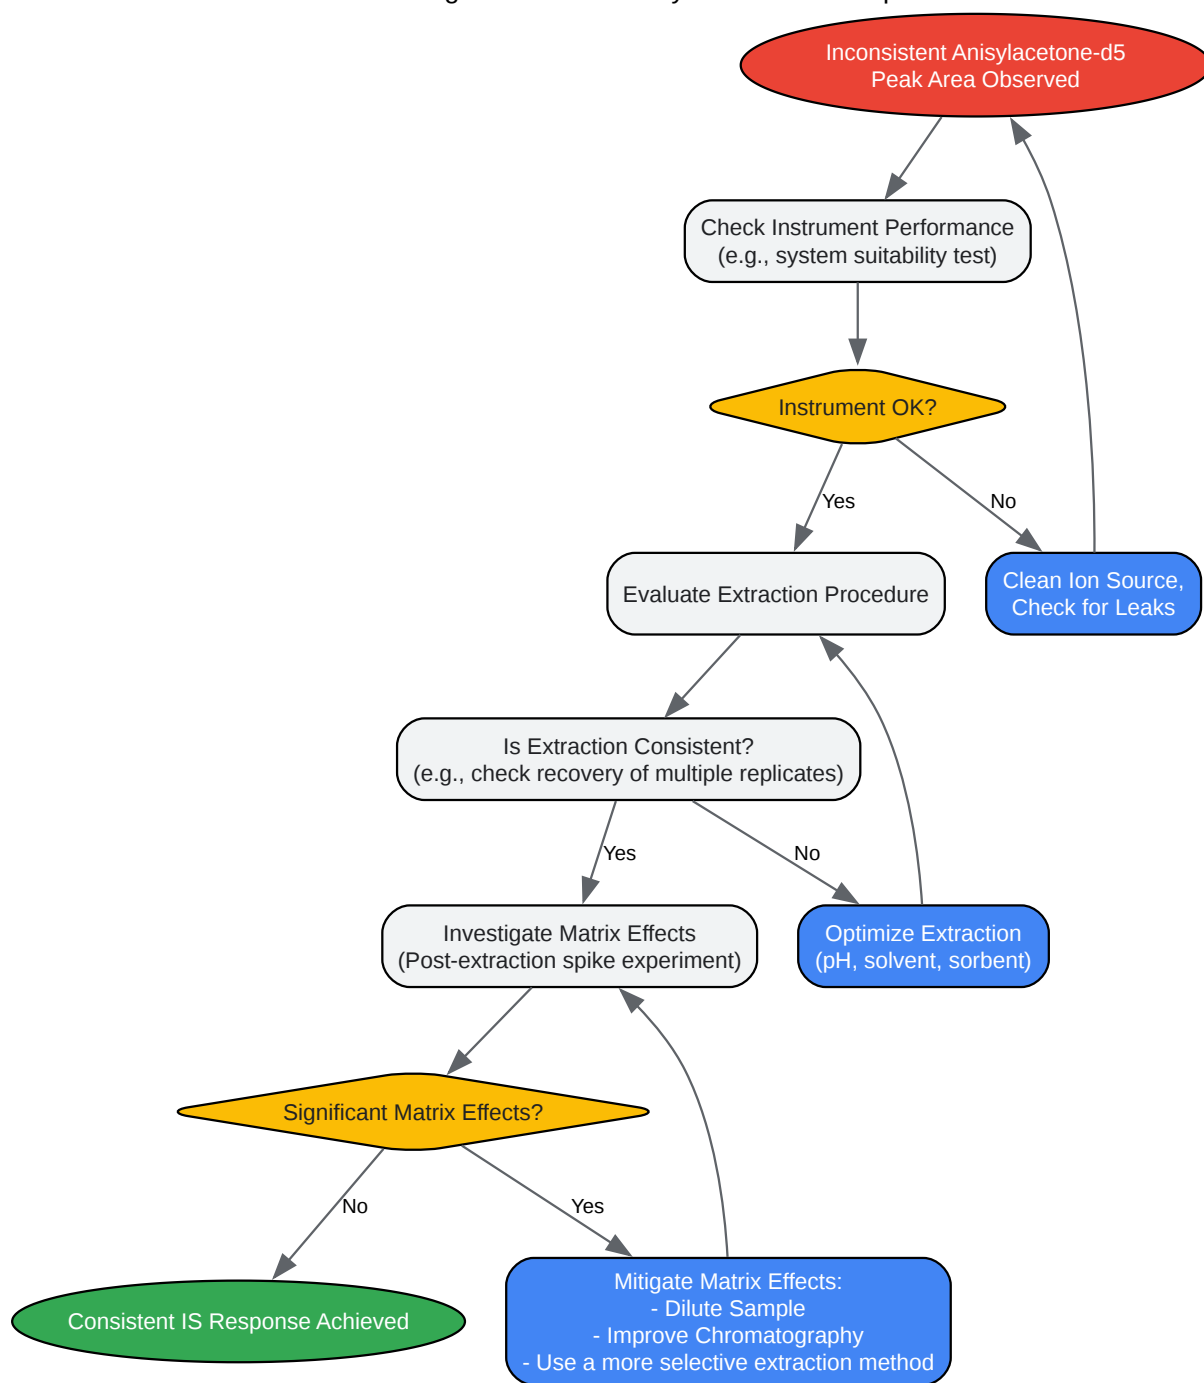 Inconsistent Anisylacetone-d5
Peak Area Observed
Check Instrument Performance
(e.g., system suitability test)
Instrument OK?
Yes
No
Evaluate Extraction Procedure
Clean Ion Source,
Check for Leaks
Is Extraction Consistent?
(e.g., check recovery of multiple replicates)
Yes
No
Investigate Matrix Effects
(Post-extraction spike experiment)
Optimize Extraction
(pH, solvent, sorbent)
Significant Matrix Effects?
No
Yes
Consistent IS Response Achieved
Mitigate Matrix Effects:
- Dilute Sample
- Improve Chromatography
- Use a more selective extraction method